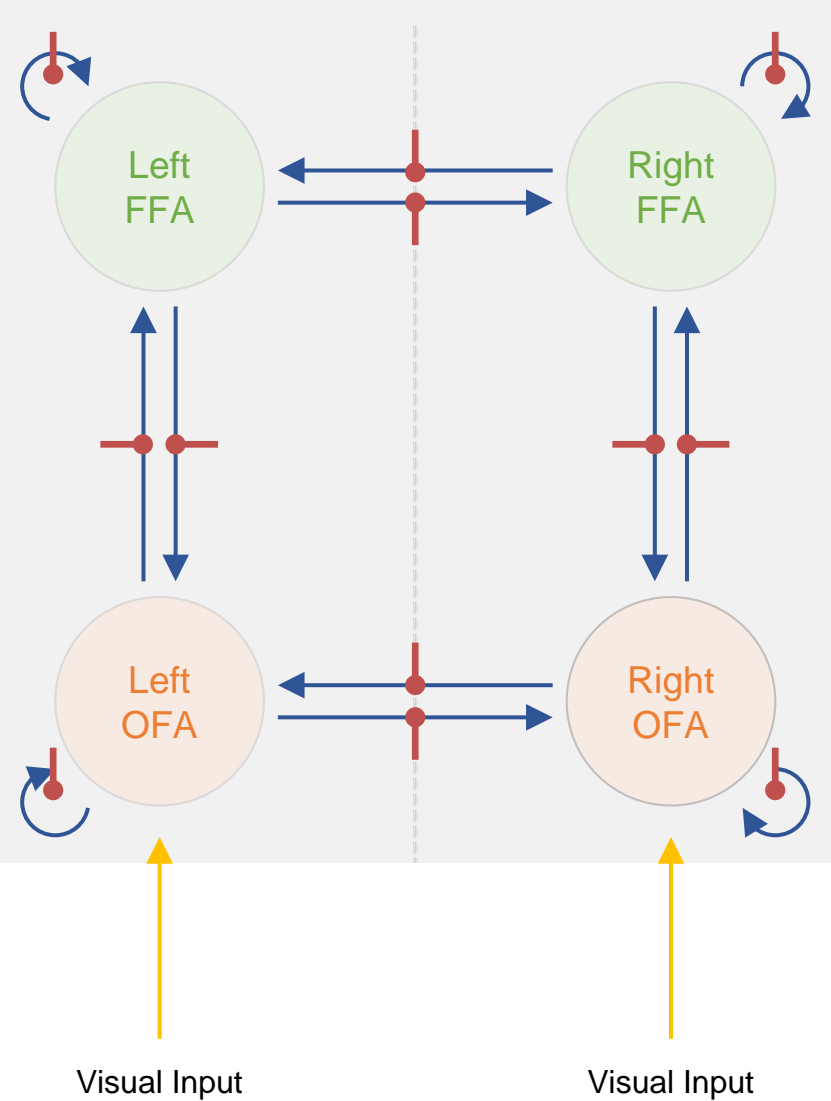 Left
FFA
Right
FFA
Left
OFA
Right
OFA
Visual Input
Visual Input